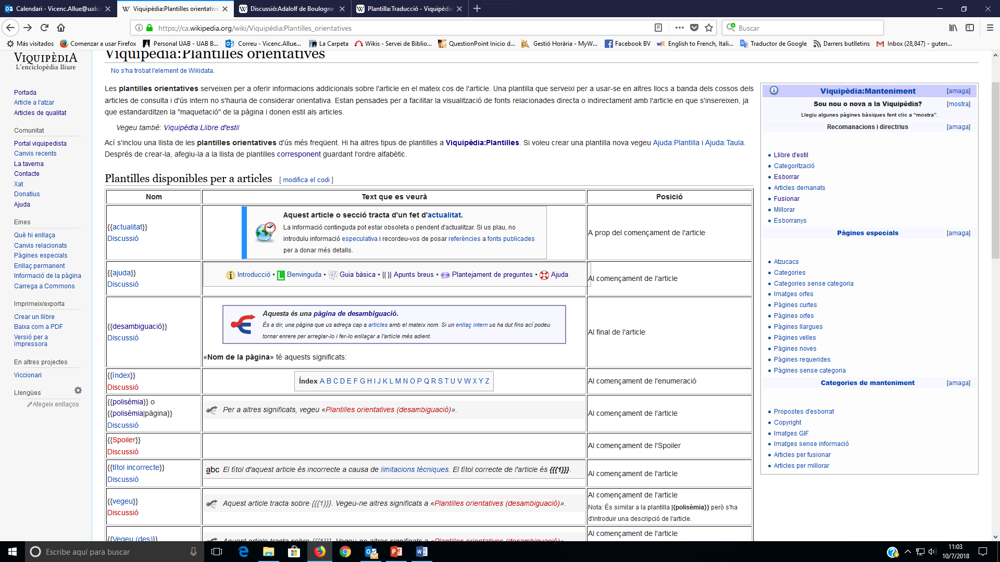 Calendari - Vicenc.Allue@uab.c
Viquipèdia:Plantilles orientative
Discussió:Adalolf de Boulogne
Plantilla:Traducció - Viquipèdia
https://ca.wikipedia.org/wiki/Viquipèdia:Plantilles_orientatives
Buscar
Más visitados
Comenzar a usar Firefox
Personal UAB - UAB B...
Correu - Vicenc.Allue...
La Carpeta
Wikis - Servei de Biblio...
QuestionPoint Inicio d...
Gestió Horària - MyW...
Facebook BV
English to French, Itali...
Traductor de Google
Darrers butlletins
Inbox (28,847) - guten...
VIQUIPÈDIA
L'enciclopèdia lliure
Portada
Article a l'atzar
Articles de qualitat
Comunitat
Portal viquipedista
Canvis recents
La taverna
Contacte
Xat
Donatius
Ajuda
Eines
Què hi enllaça
Canvis relacionats
Pàgines especials
Enllaç permanent
Informació de la pàgina
Carrega a Commons
Imprimeix/exporta
Crear un llibre
Baixa com a PDF
Versió per a
impressora
En altres projectes
Viccionari
Llengües
Afegeix enllaços
Viquipèdia:Plantilles orientatives
No s'ha trobat l'element de Wikidata.
Les plantilles orientatives serveixen per a oferir informacions addicionals sobre l'article en el mateix cos de l'article. Una plantilla que serveixi per a usar-se en altres llocs a banda dels cossos dels
articles de consulta i d'ús intern no s'hauria de considerar orientativa. Estan pensades per a facilitar la visualització de fonts relacionades directa o indirectament amb l'article en que s'insereixen, ja
que estandarditzen la "maquetació" de la pàgina i donen estil als articles.
Vegeu també: Viquipèdia:Llibre d'estil
Ací s'inclou una llista de les plantilles orientatives d'ús més freqüent. Hi ha altres tipus de plantilles a Viquipèdia:Plantilles. Si voleu crear una plantilla nova vegeu Ajuda:Plantilla i Ajuda:Taula.
Després de crear-la, afegiu-la a la llista de plantilles corresponent guardant l'ordre alfabètic.
Plantilles disponibles per a articles [ modifica el codi ]
Nom
Text que es veurà
Posició
{{actualitat}}
Discussió
Aquest article o secció tracta d'un fet d'actualitat.
La informació continguda pot estar obsoleta o pendent d'actualitzar. Si us plau, no
introduïu informació especulativa i recordeu-vos de posar referències a fonts publicades
per a donar més detalls.
A prop del començament de l'article
{{ajuda}}
Discussió
Introducció • Benvinguda • Guia bàsica • Apunts breus • Plantejament de preguntes • Ajuda
Al començament de l'article
{{desambiguació}}
Discussió
Aquesta és una pàgina de desambiguació.
És a dir, una pàgina que us adreça cap a articles amb el mateix nom. Si un enllaç intern us ha dut fins ací podeu
tornar enrere per arreglar-lo i fer-lo enllaçar a l'article més adient.
«Nom de la pàgina» té aquests significats:
Al final de l'article
{{índex}}
Discussió
Índex A B C D E F G H I J K L M N O P Q R S T U V W X Y Z
Al començament de l'enumeració
{{polisèmia}} o
{{polisèmia|pàgina}}
Discussió
Per a altres significats, vegeu «Plantilles orientatives (desambiguació)».
Al començament de l'article
{{Spoiler}}
Discussió
Al començament de l'Spoiler
{{títol incorrecte}}
Discussió
abc El títol d'aquest article és incorrecte a causa de limitacions tècniques. El títol correcte de l'article és {{{1}}}.
Al començament de l'article
{{vegeu}}
Discussió
Aquest article tracta sobre {{{1}}}. Vegeu-ne altres significats a «Plantilles orientatives (desambiguació)».
Al començament de l'article
Nota: És similar a la plantilla |{polisèmia}} però s'ha
d'introduir una descripció de l'article.
{{Vegeu (des)}}
Aquest article tracta sobre {{{1}}}. Vegeu-ne altres significats a «Plantilles orientatives (desambiguació)».
Al començament de l'article
Viquipèdia:Manteniment [amaga]
Sou nou o nova a la Viquipèdia? [mostra]
Llegiu algunes pàgines bàsiques fent clic a “mostra”.
Recomanacions i directrius [amaga]
Llibre d'estil
Categorització
Esborrar
Articles demanats
Fusionar
Millorar
Esborranys
Pàgines especials [amaga]
Atzucacs
Categories
Categories sense categoria
Imatges orfes
Pàgines curtes
Pàgines orfes
Pàgines llargues
Pàgines velles
Pàgines noves
Pàgines requerides
Pàgines sense categoria
Categories de manteniment [amaga]
Propostes d'esborrat
Copyright
Imatges GIF
Imatges sense informació
Articles per fusionar
Articles per millorar
Escribe aquí para buscar
11:03
10/7/2018